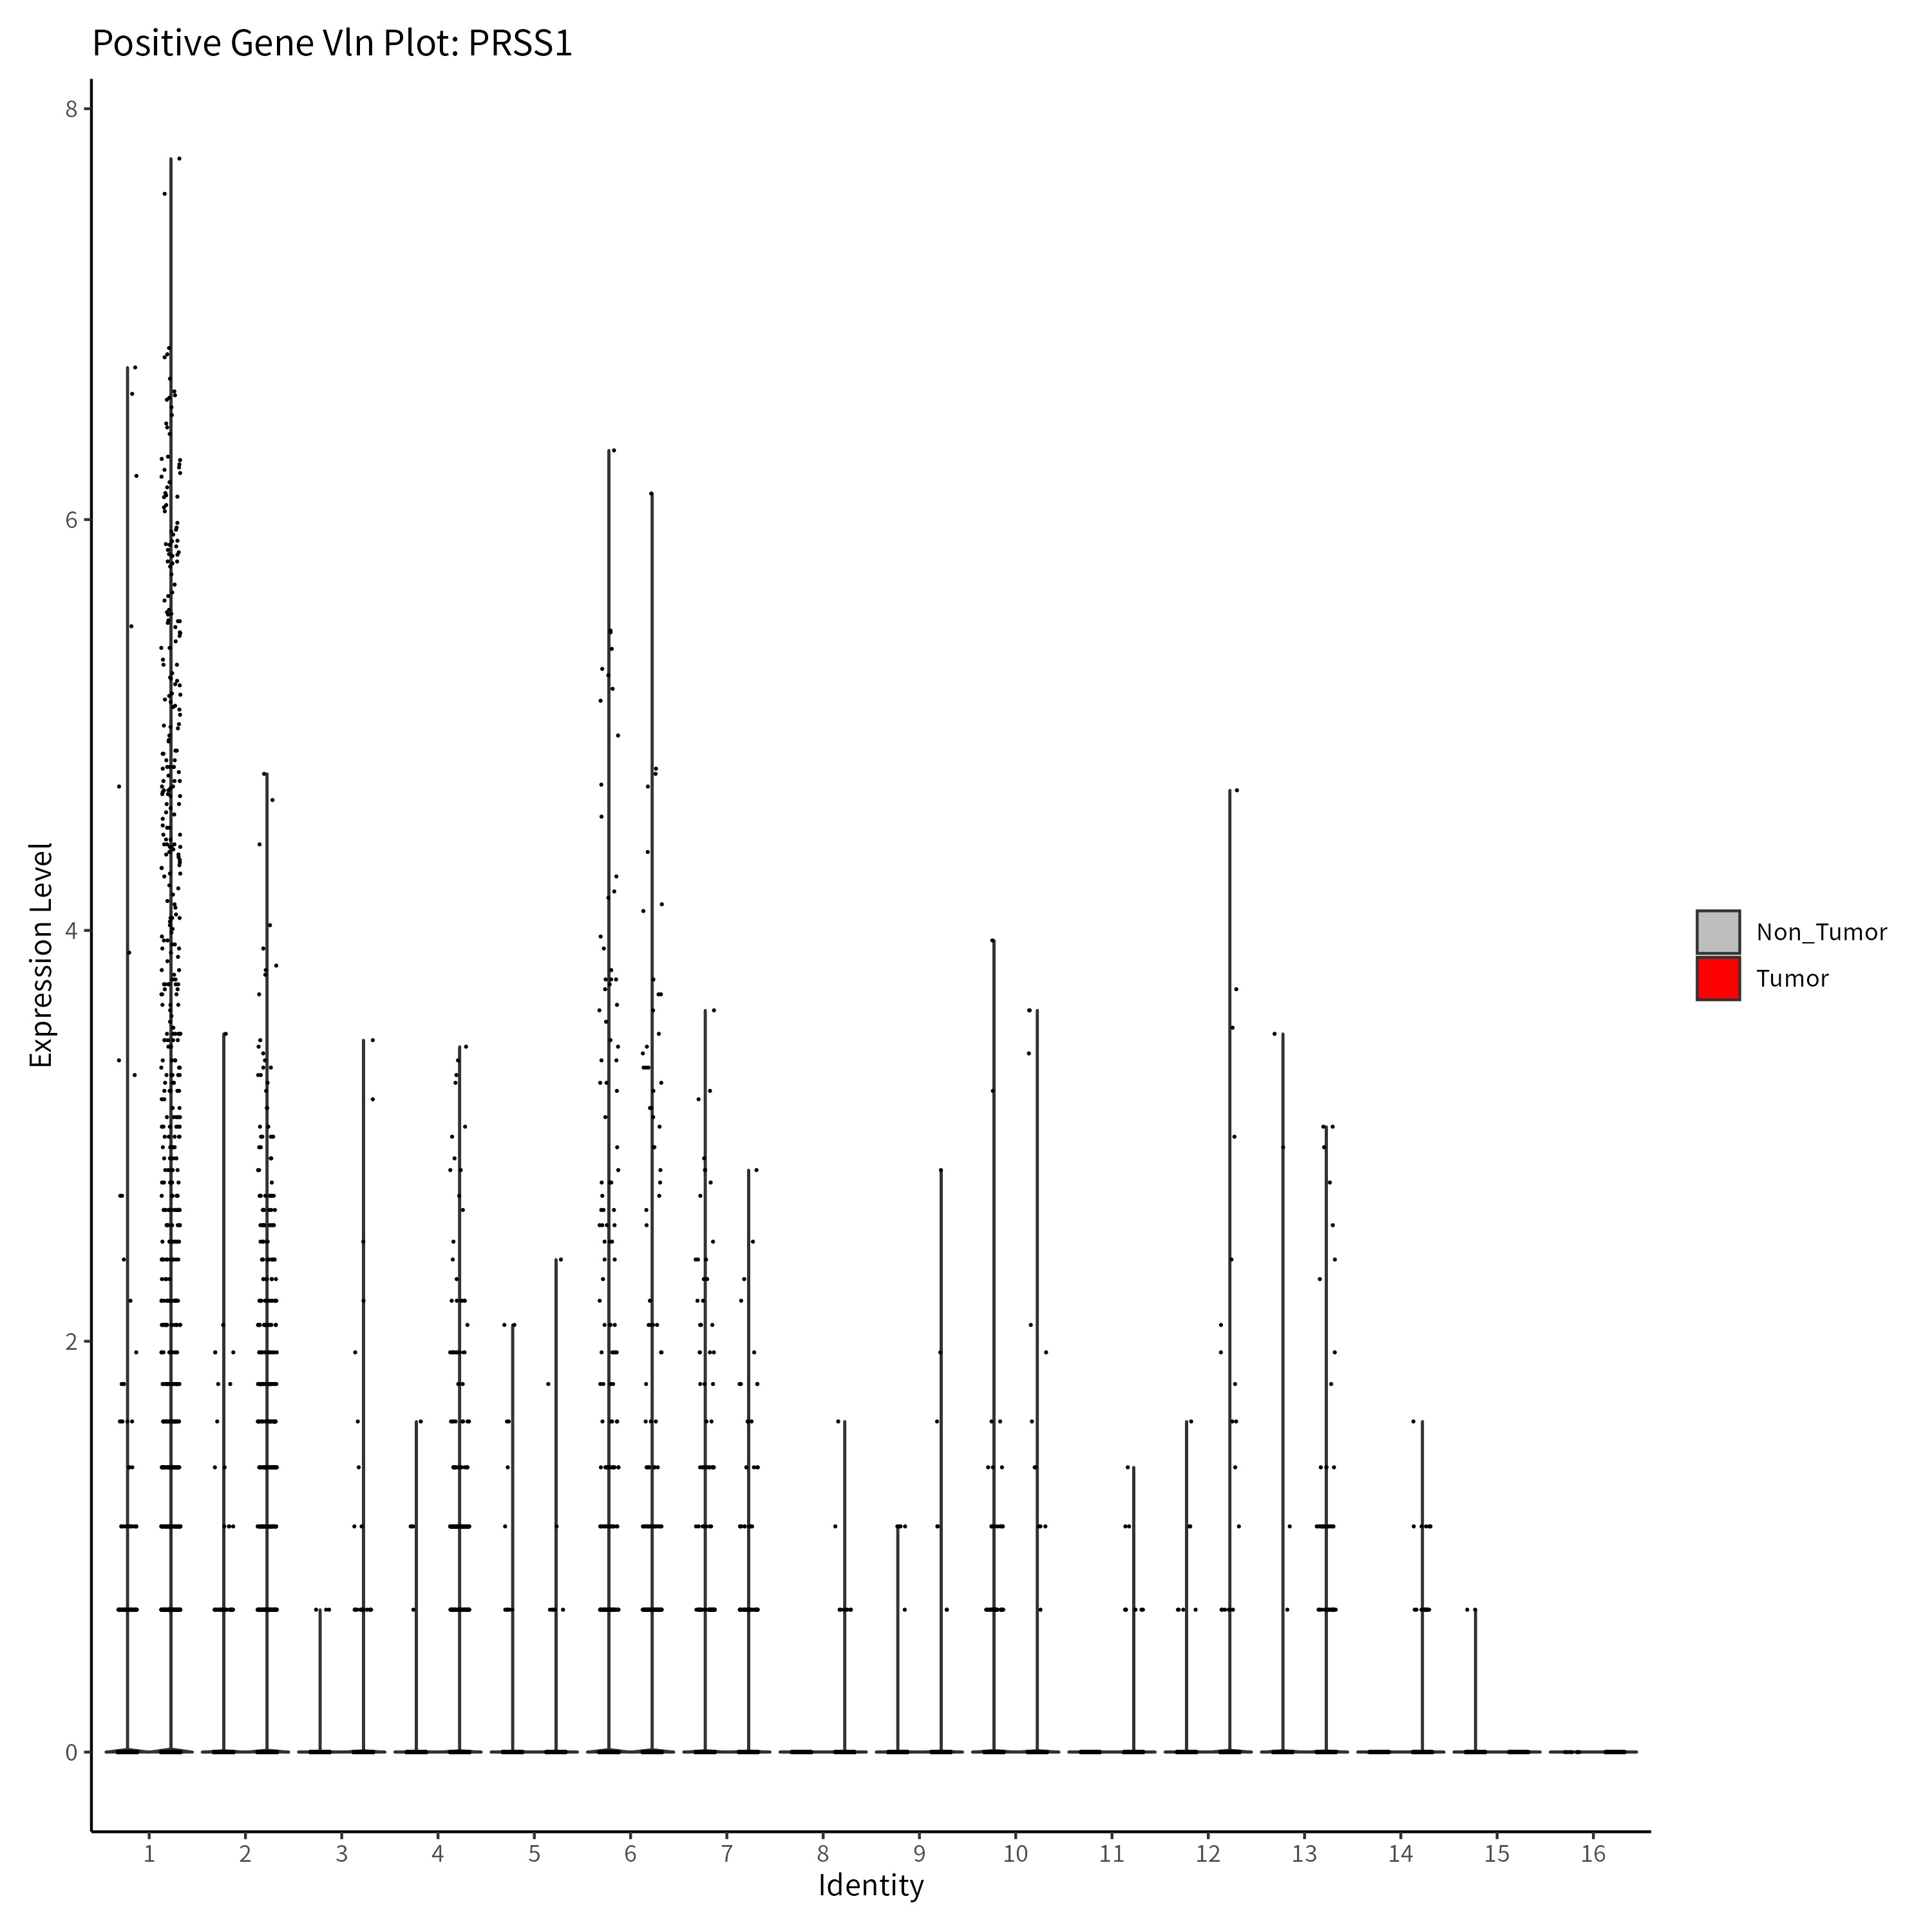 Positive Gene Vln Plot: PRSS1
8
6
4
2
0
Expression Level
1 2 3 4 5 6 7 8 9 10 11 12 13 14 15 16
Identity
Non_Tumor
Tumor